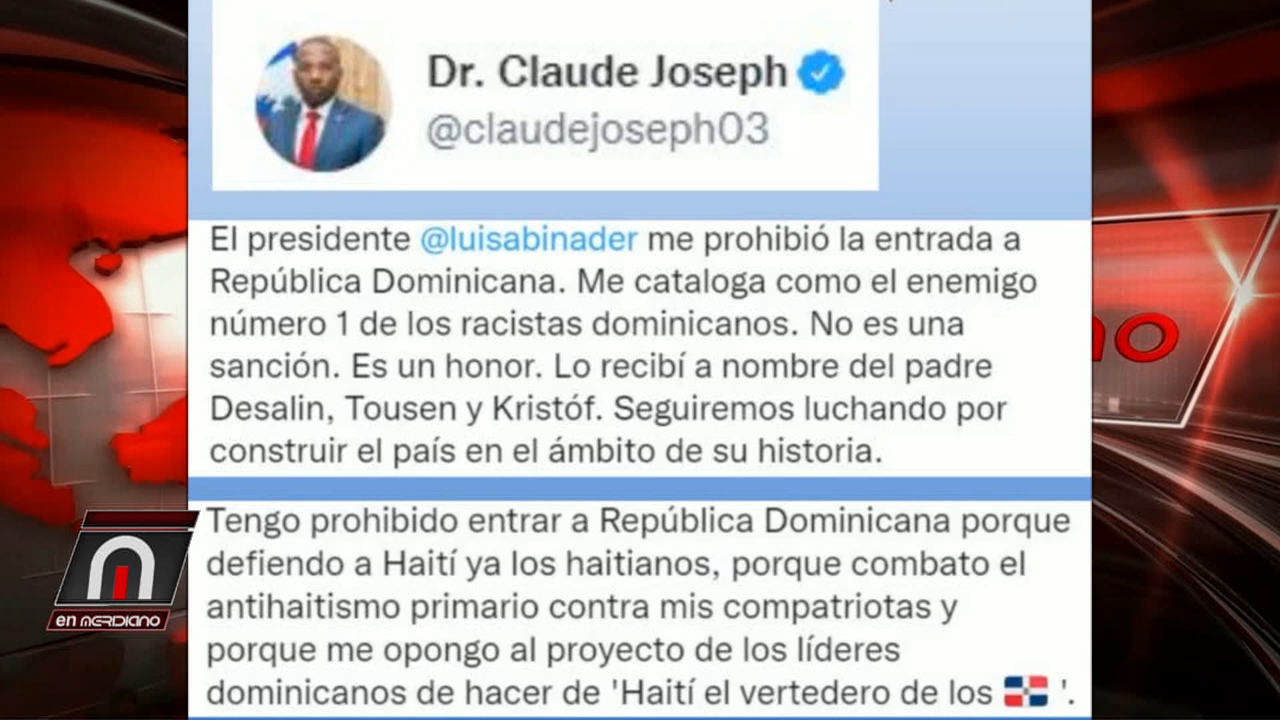 Dr. Claude Joseph
@claudejoseph03
El presidente @luisabinader me prohibió la entrada a
República Dominicana. Me cataloga como el enemigo
número 1 de los racistas dominicanos. No es una
sanción. Es un honor. Lo recibí a nombre del padre
Desalin, Tousen y Kristóf. Seguiremos luchando por
construir el país en el ámbito de su historia.
Tengo prohibido entrar a República Dominicana porque
defiendo a Haití ya los haitianos, porque combato el
antihaitismo primario contra mis compatriotas y
porque me opongo al proyecto de los líderes
dominicanos de hacer de 'Haití el vertedero de los 🇩🇴 '.
en MERDIANO
no